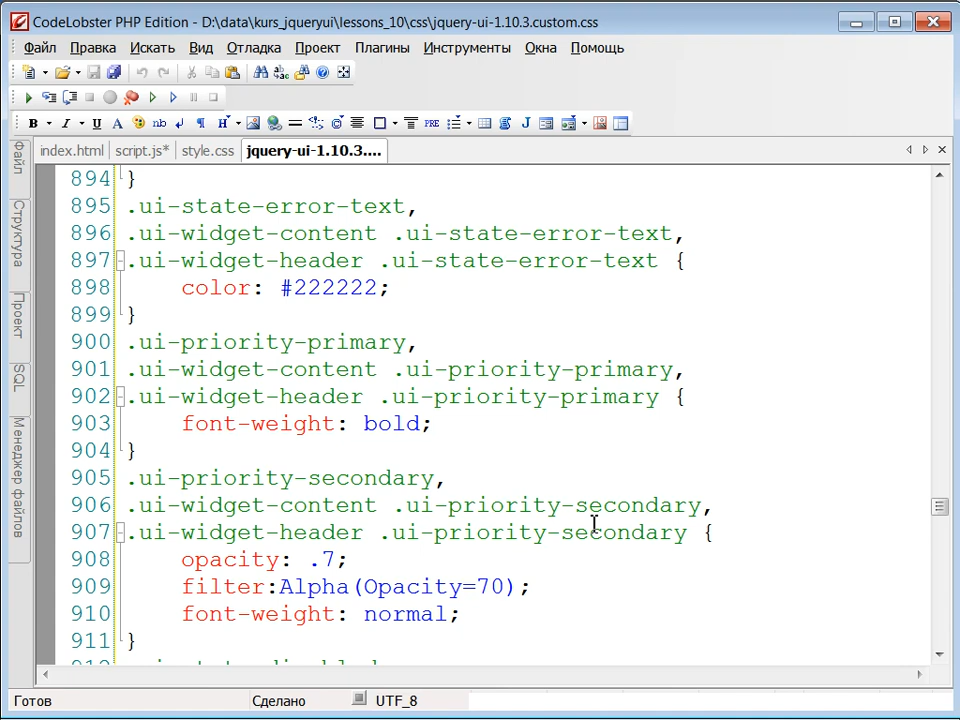 CodeLobster PHP Edition - D:\data\kurs_jqueryui\lessons_10\css\jquery-ui-1.10.3.custom.css
Файл Правка Искать Вид Отладка Проект Плагины Инструменты Окна Помощь
B I U A nb H PRE J
index.html script.js* style.css jquery-ui-1.10.3....
Файл
Структура
Проект
SQL
Менеджер файлов
894 }
895 .ui-state-error-text,
896 .ui-widget-content .ui-state-error-text,
897 .ui-widget-header .ui-state-error-text {
898 color: #222222;
899 }
900 .ui-priority-primary,
901 .ui-widget-content .ui-priority-primary,
902 .ui-widget-header .ui-priority-primary {
903 font-weight: bold;
904 }
905 .ui-priority-secondary,
906 .ui-widget-content .ui-priority-secondary,
907 .ui-widget-header .ui-priority-secondary {
908 opacity: .7;
909 filter:Alpha(Opacity=70);
910 font-weight: normal;
911 }
Готов Сделано UTF_8